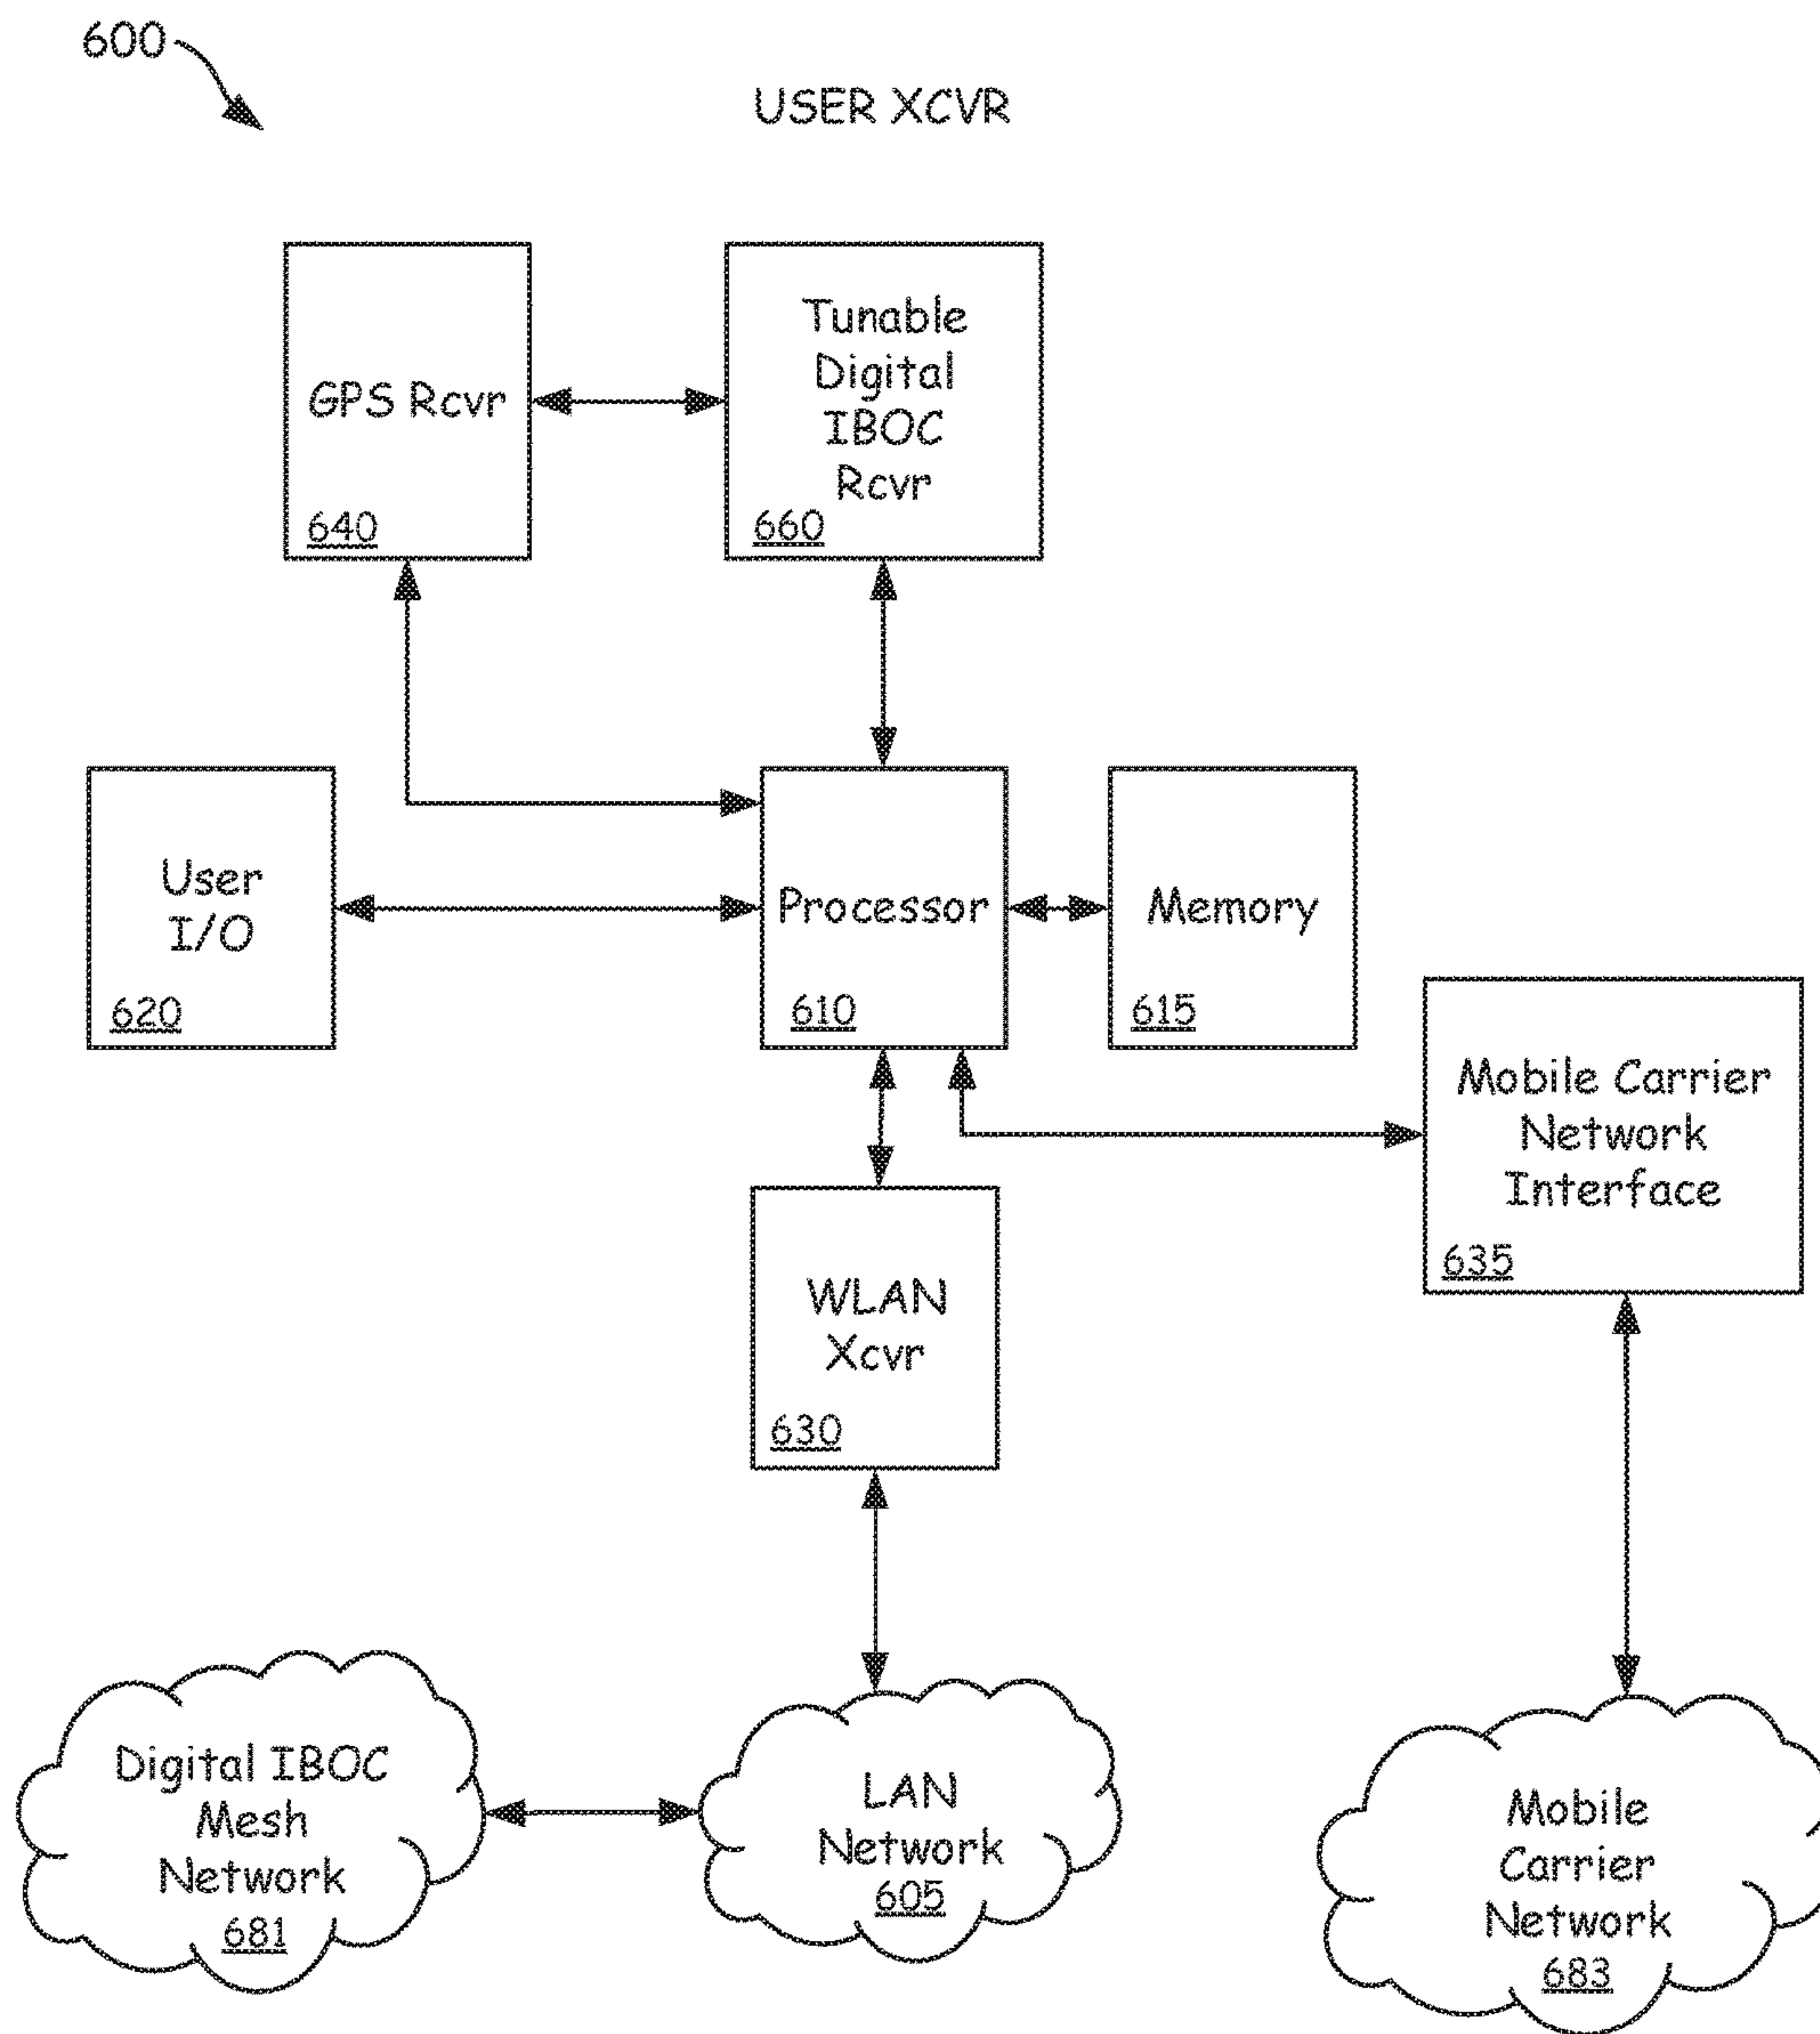 600
USER XCVR
GPS Rcvr
640
Tunable
Digital
IBOC
Rcvr
660
User
I/O
620
Processor
610
Memory
615
Mobile Carrier
Network
Interface
635
WLAN
Xcvr
630
Digital IBOC
Mesh
Network
681
LAN
Network
605
Mobile
Carrier
Network
683